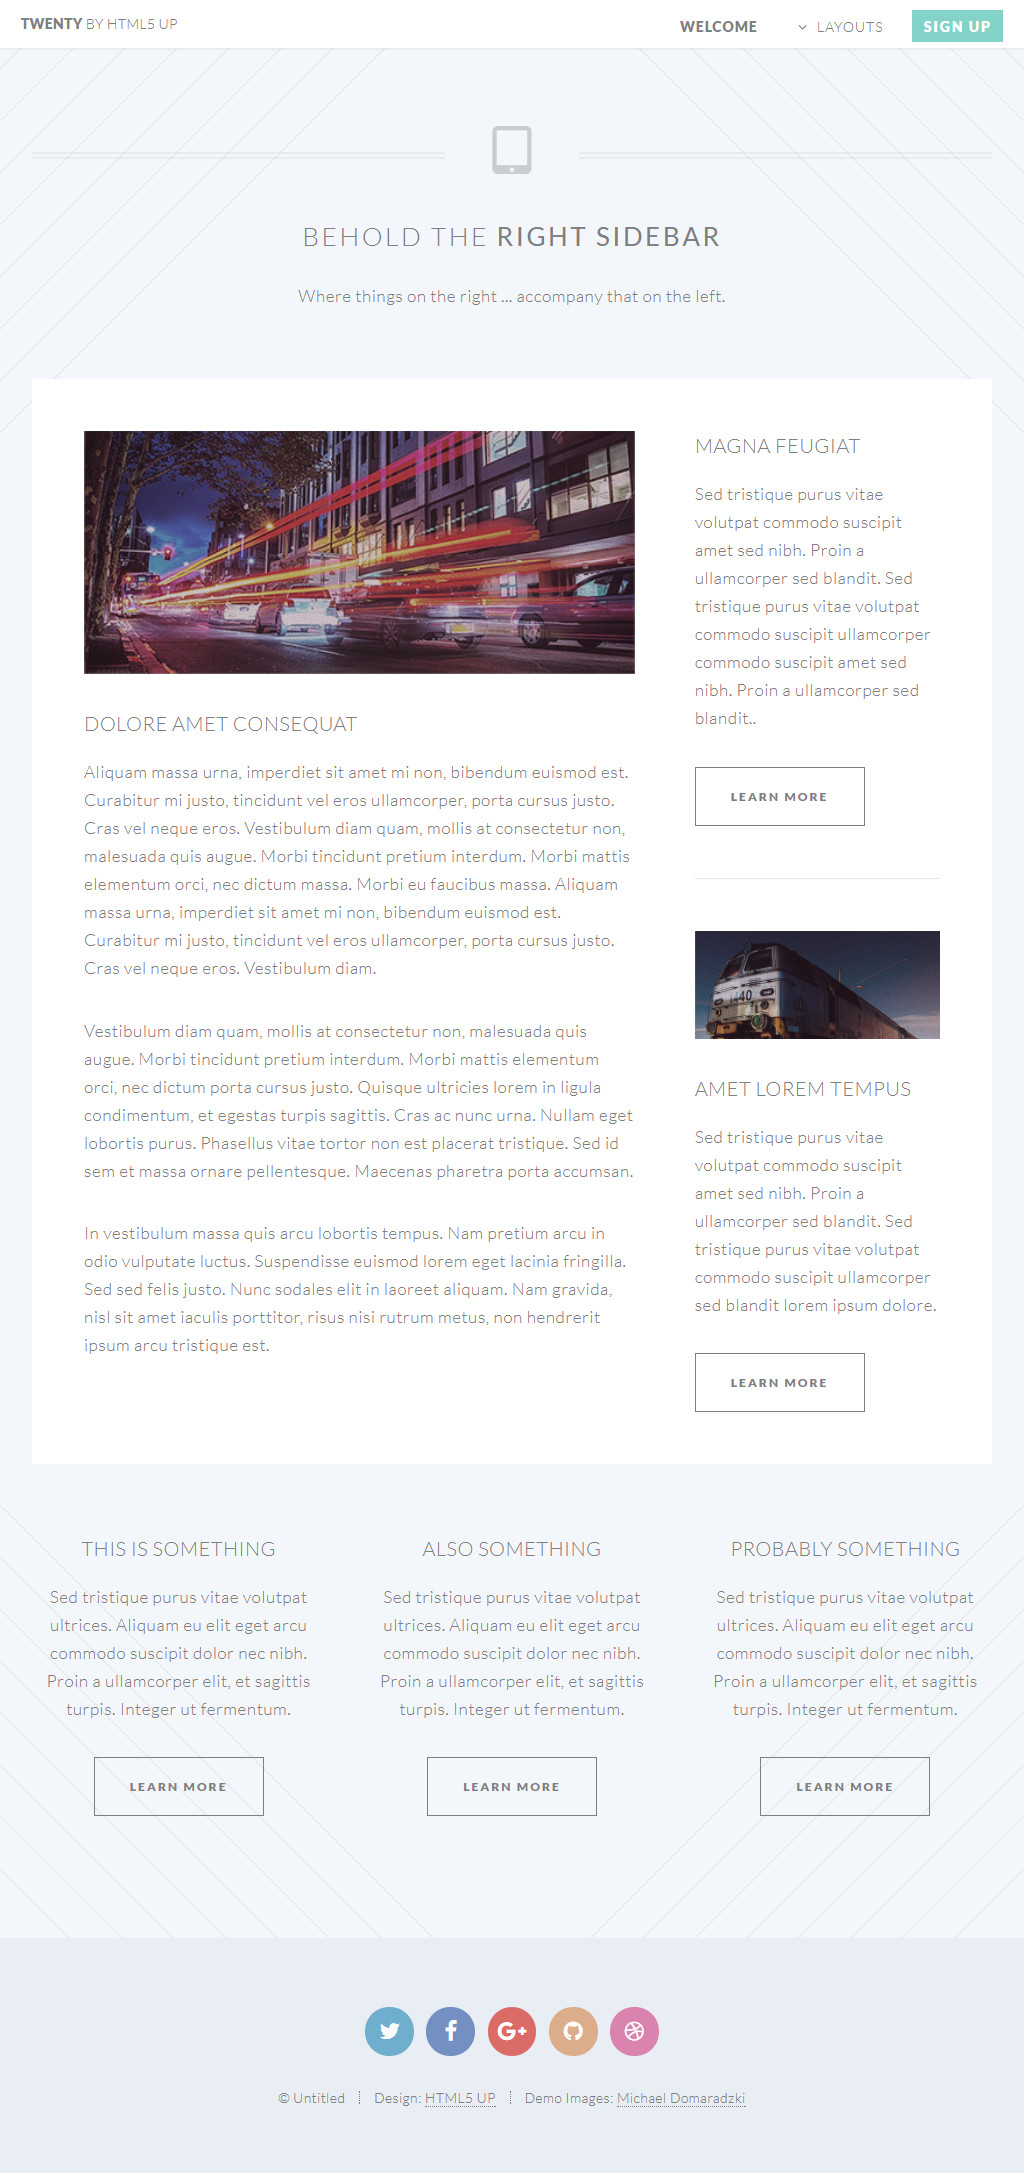 TWENTY BY HTML5 UP
WELCOME
LAYOUTS
SIGN UP
BEHOLD THE RIGHT SIDEBAR
Where things on the right ... accompany that on the left.
DOLORE AMET CONSEQUAT
Aliquam massa urna, imperdiet sit amet mi non, bibendum euismod est.
Curabitur mi justo, tincidunt vel eros ullamcorper, porta cursus justo.
Cras vel neque eros. Vestibulum diam quam, mollis at consectetur non,
malesuada quis augue. Morbi tincidunt pretium interdum. Morbi mattis
elementum orci, nec dictum massa. Morbi eu faucibus massa. Aliquam
massa urna, imperdiet sit amet mi non, bibendum euismod est.
Curabitur mi justo, tincidunt vel eros ullamcorper, porta cursus justo.
Cras vel neque eros. Vestibulum diam.
Vestibulum diam quam, mollis at consectetur non, malesuada quis
augue. Morbi tincidunt pretium interdum. Morbi mattis elementum
orci, nec dictum porta cursus justo. Quisque ultricies lorem in ligula
condimentum, et egestas turpis sagittis. Cras ac nunc urna. Nullam eget
lobortis purus. Phasellus vitae tortor non est placerat tristique. Sed id
sem et massa ornare pellentesque. Maecenas pharetra porta accumsan.
In vestibulum massa quis arcu lobortis tempus. Nam pretium arcu in
odio vulputate luctus. Suspendisse euismod lorem eget lacinia fringilla.
Sed sed felis justo. Nunc sodales elit in laoreet aliquam. Nam gravida,
nisl sit amet iaculis porttitor, risus nisi rutrum metus, non hendrerit
ipsum arcu tristique est.
MAGNA FEUGIAT
Sed tristique purus vitae
volutpat commodo suscipit
amet sed nibh. Proin a
ullamcorper sed blandit. Sed
tristique purus vitae volutpat
commodo suscipit ullamcorper
commodo suscipit amet sed
nibh. Proin a ullamcorper sed
blandit..
LEARN MORE
AMET LOREM TEMPUS
Sed tristique purus vitae
volutpat commodo suscipit
amet sed nibh. Proin a
ullamcorper sed blandit. Sed
tristique purus vitae volutpat
commodo suscipit ullamcorper
sed blandit lorem ipsum dolore.
LEARN MORE
THIS IS SOMETHING
Sed tristique purus vitae volutpat
ultrices. Aliquam eu elit eget arcu
commodo suscipit dolor nec nibh.
Proin a ullamcorper elit, et sagittis
turpis. Integer ut fermentum.
LEARN MORE
ALSO SOMETHING
Sed tristique purus vitae volutpat
ultrices. Aliquam eu elit eget arcu
commodo suscipit dolor nec nibh.
Proin a ullamcorper elit, et sagittis
turpis. Integer ut fermentum.
LEARN MORE
PROBABLY SOMETHING
Sed tristique purus vitae volutpat
ultrices. Aliquam eu elit eget arcu
commodo suscipit dolor nec nibh.
Proin a ullamcorper elit, et sagittis
turpis. Integer ut fermentum.
LEARN MORE
© Untitled
Design: HTML5 UP
Demo Images: Michael Domaradzki